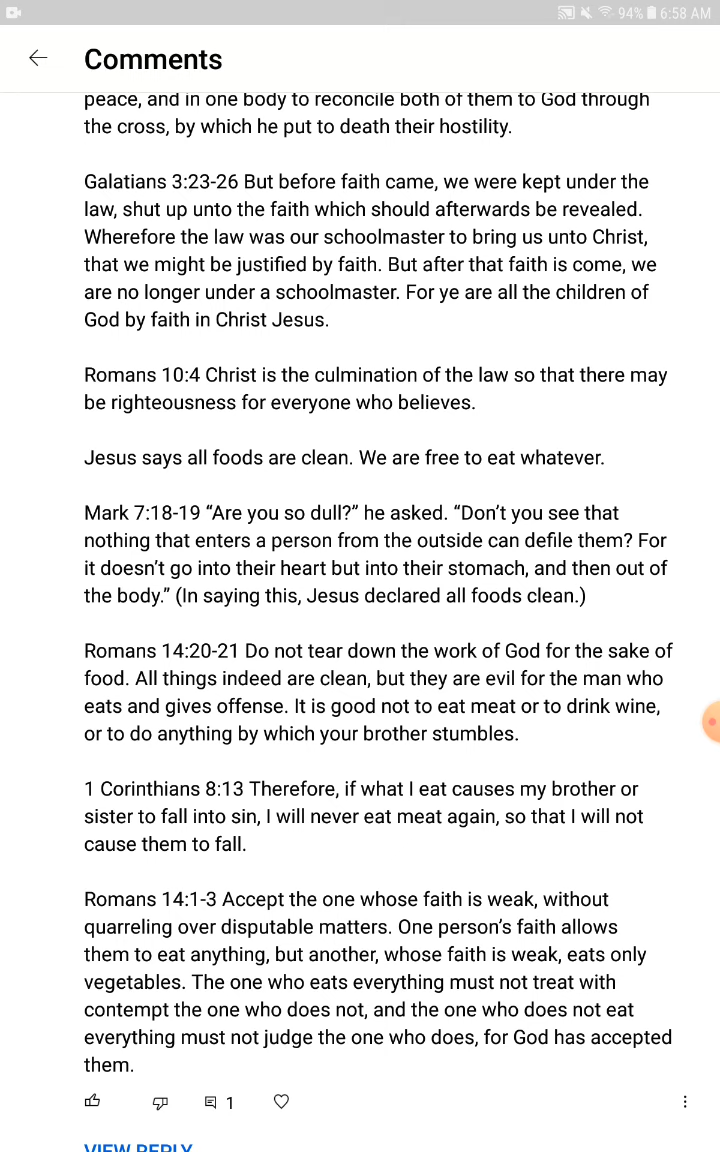 94% 6:58 AM
Comments
peace, and in one body to reconcile both of them to God through
the cross, by which he put to death their hostility.
Galatians 3:23-26 But before faith came, we were kept under the
law, shut up unto the faith which should afterwards be revealed.
Wherefore the law was our schoolmaster to bring us unto Christ,
that we might be justified by faith. But after that faith is come, we
are no longer under a schoolmaster. For ye are all the children of
God by faith in Christ Jesus.
Romans 10:4 Christ is the culmination of the law so that there may
be righteousness for everyone who believes.
Jesus says all foods are clean. We are free to eat whatever.
Mark 7:18-19 “Are you so dull?” he asked. “Don’t you see that
nothing that enters a person from the outside can defile them? For
it doesn’t go into their heart but into their stomach, and then out of
the body.” (In saying this, Jesus declared all foods clean.)
Romans 14:20-21 Do not tear down the work of God for the sake of
food. All things indeed are clean, but they are evil for the man who
eats and gives offense. It is good not to eat meat or to drink wine,
or to do anything by which your brother stumbles.
1 Corinthians 8:13 Therefore, if what I eat causes my brother or
sister to fall into sin, I will never eat meat again, so that I will not
cause them to fall.
Romans 14:1-3 Accept the one whose faith is weak, without
quarreling over disputable matters. One person’s faith allows
them to eat anything, but another, whose faith is weak, eats only
vegetables. The one who eats everything must not treat with
contempt the one who does not, and the one who does not eat
everything must not judge the one who does, for God has accepted
them.
1
VIEW REPLY